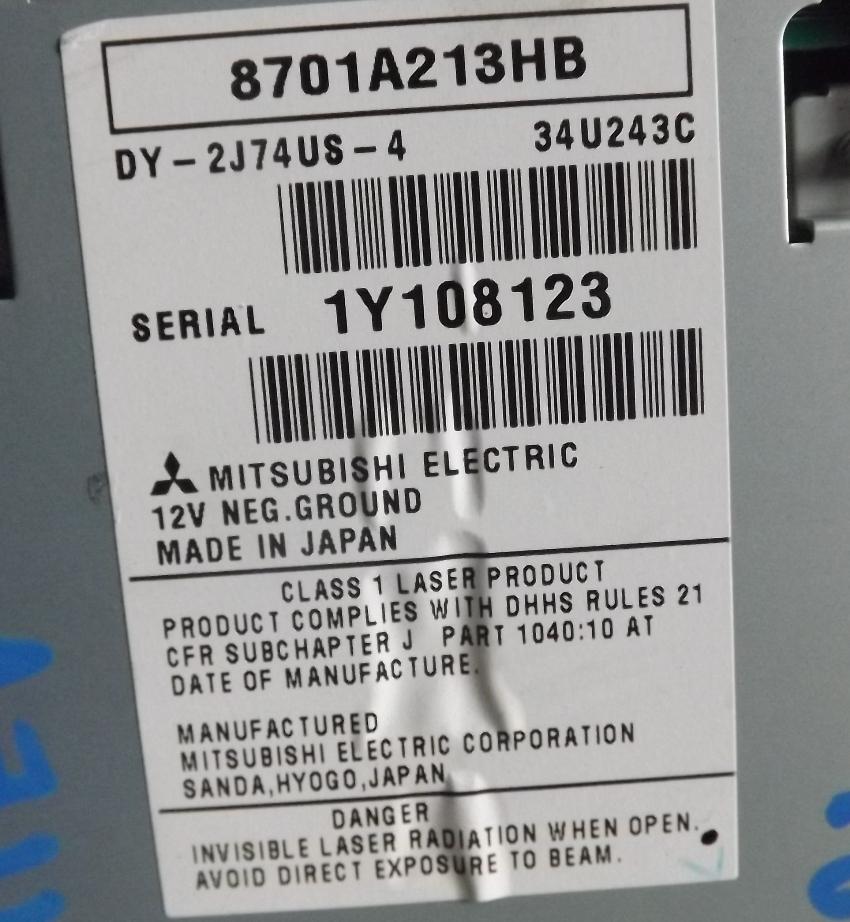 8701A213HB
DY-2J74US-4 34U243C
SERIAL 1Y108123
MITSUBISHI ELECTRIC
12V NEG.GROUND
MADE IN JAPAN
CLASS 1 LASER PRODUCT
PRODUCT COMPLIES WITH DHHS RULES 21
CFR SUBCHAPTER J PART 1040:10 AT
DATE OF MANUFACTURE.
MANUFACTURED
MITSUBISHI ELECTRIC CORPORATION
SANDA,HYOGO,JAPAN
DANGER
INVISIBLE LASER RADIATION WHEN OPEN.
AVOID DIRECT EXPOSURE TO BEAM.